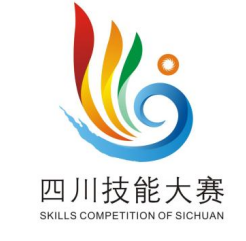 四川技能大赛
SKILLS COMPETITION OF SICHUAN